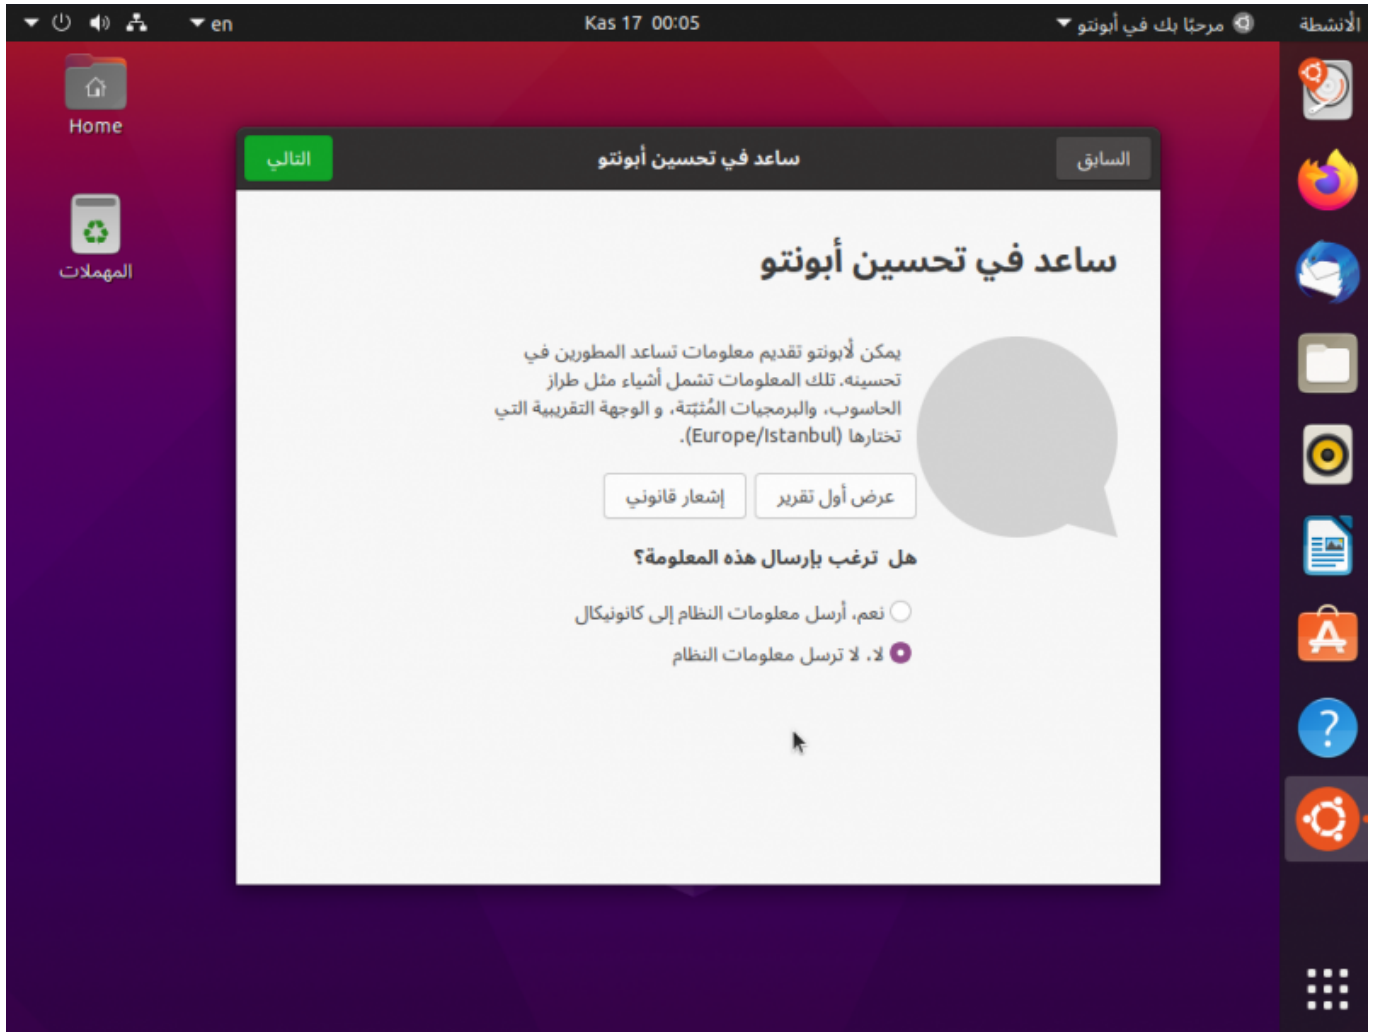 الأنشطة
مرحبًا بك في أبونتو
Kas 17 00:05
en
Home
المهملات
السابق
ساعد في تحسين أبونتو
التالي
ساعد في تحسين أبونتو
يمكن لأبونتو تقديم معلومات تساعد المطورين في
تحسينه. تلك المعلومات تشمل أشياء مثل طراز
الحاسوب، والبرمجيات المُثبّتة، و الوجهة التقريبية التي
تختارها (Europe/Istanbul).
عرض أول تقرير
إشعار قانوني
هل ترغب بإرسال هذه المعلومة؟
نعم، أرسل معلومات النظام إلى كانونيكال
لا، لا ترسل معلومات النظام